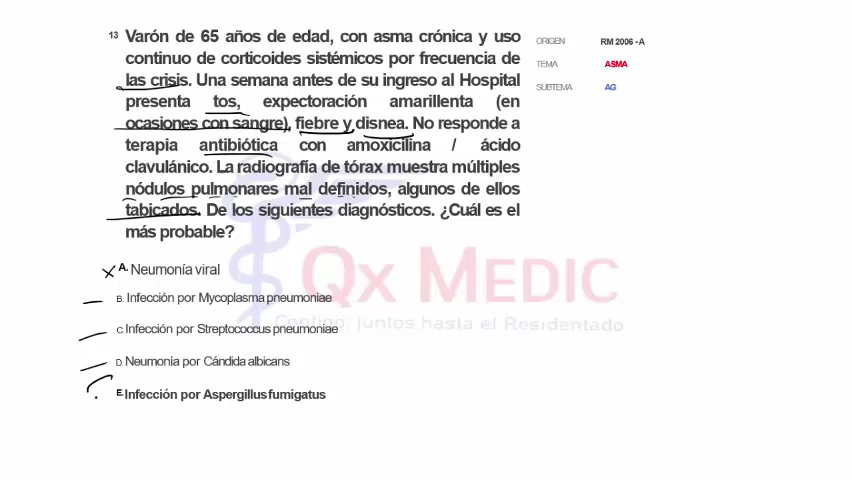 13 Varón de 65 años de edad, con asma crónica y uso
continuo de corticoides sistémicos por frecuencia de
las crisis. Una semana antes de su ingreso al Hospital
presenta tos, expectoración amarillenta (en
ocasiones con sangre), fiebre y disnea. No responde a
terapia antibiótica con amoxicilina / ácido
clavulánico. La radiografía de tórax muestra múltiples
nódulos pulmonares mal definidos, algunos de ellos
tabicados. De los siguientes diagnósticos. ¿Cuál es el
más probable?
A. Neumonía viral
B. Infección por Mycoplasma pneumoniae
C. Infección por Streptococcus pneumoniae
D. Neumonía por Cándida albicans
E. Infección por Aspergillus fumigatus
ORIGEN RM 2006 - A
TEMA ASMA
SUBTEMA AG
Qx MEDIC
Contigo, juntos hasta el Residentado